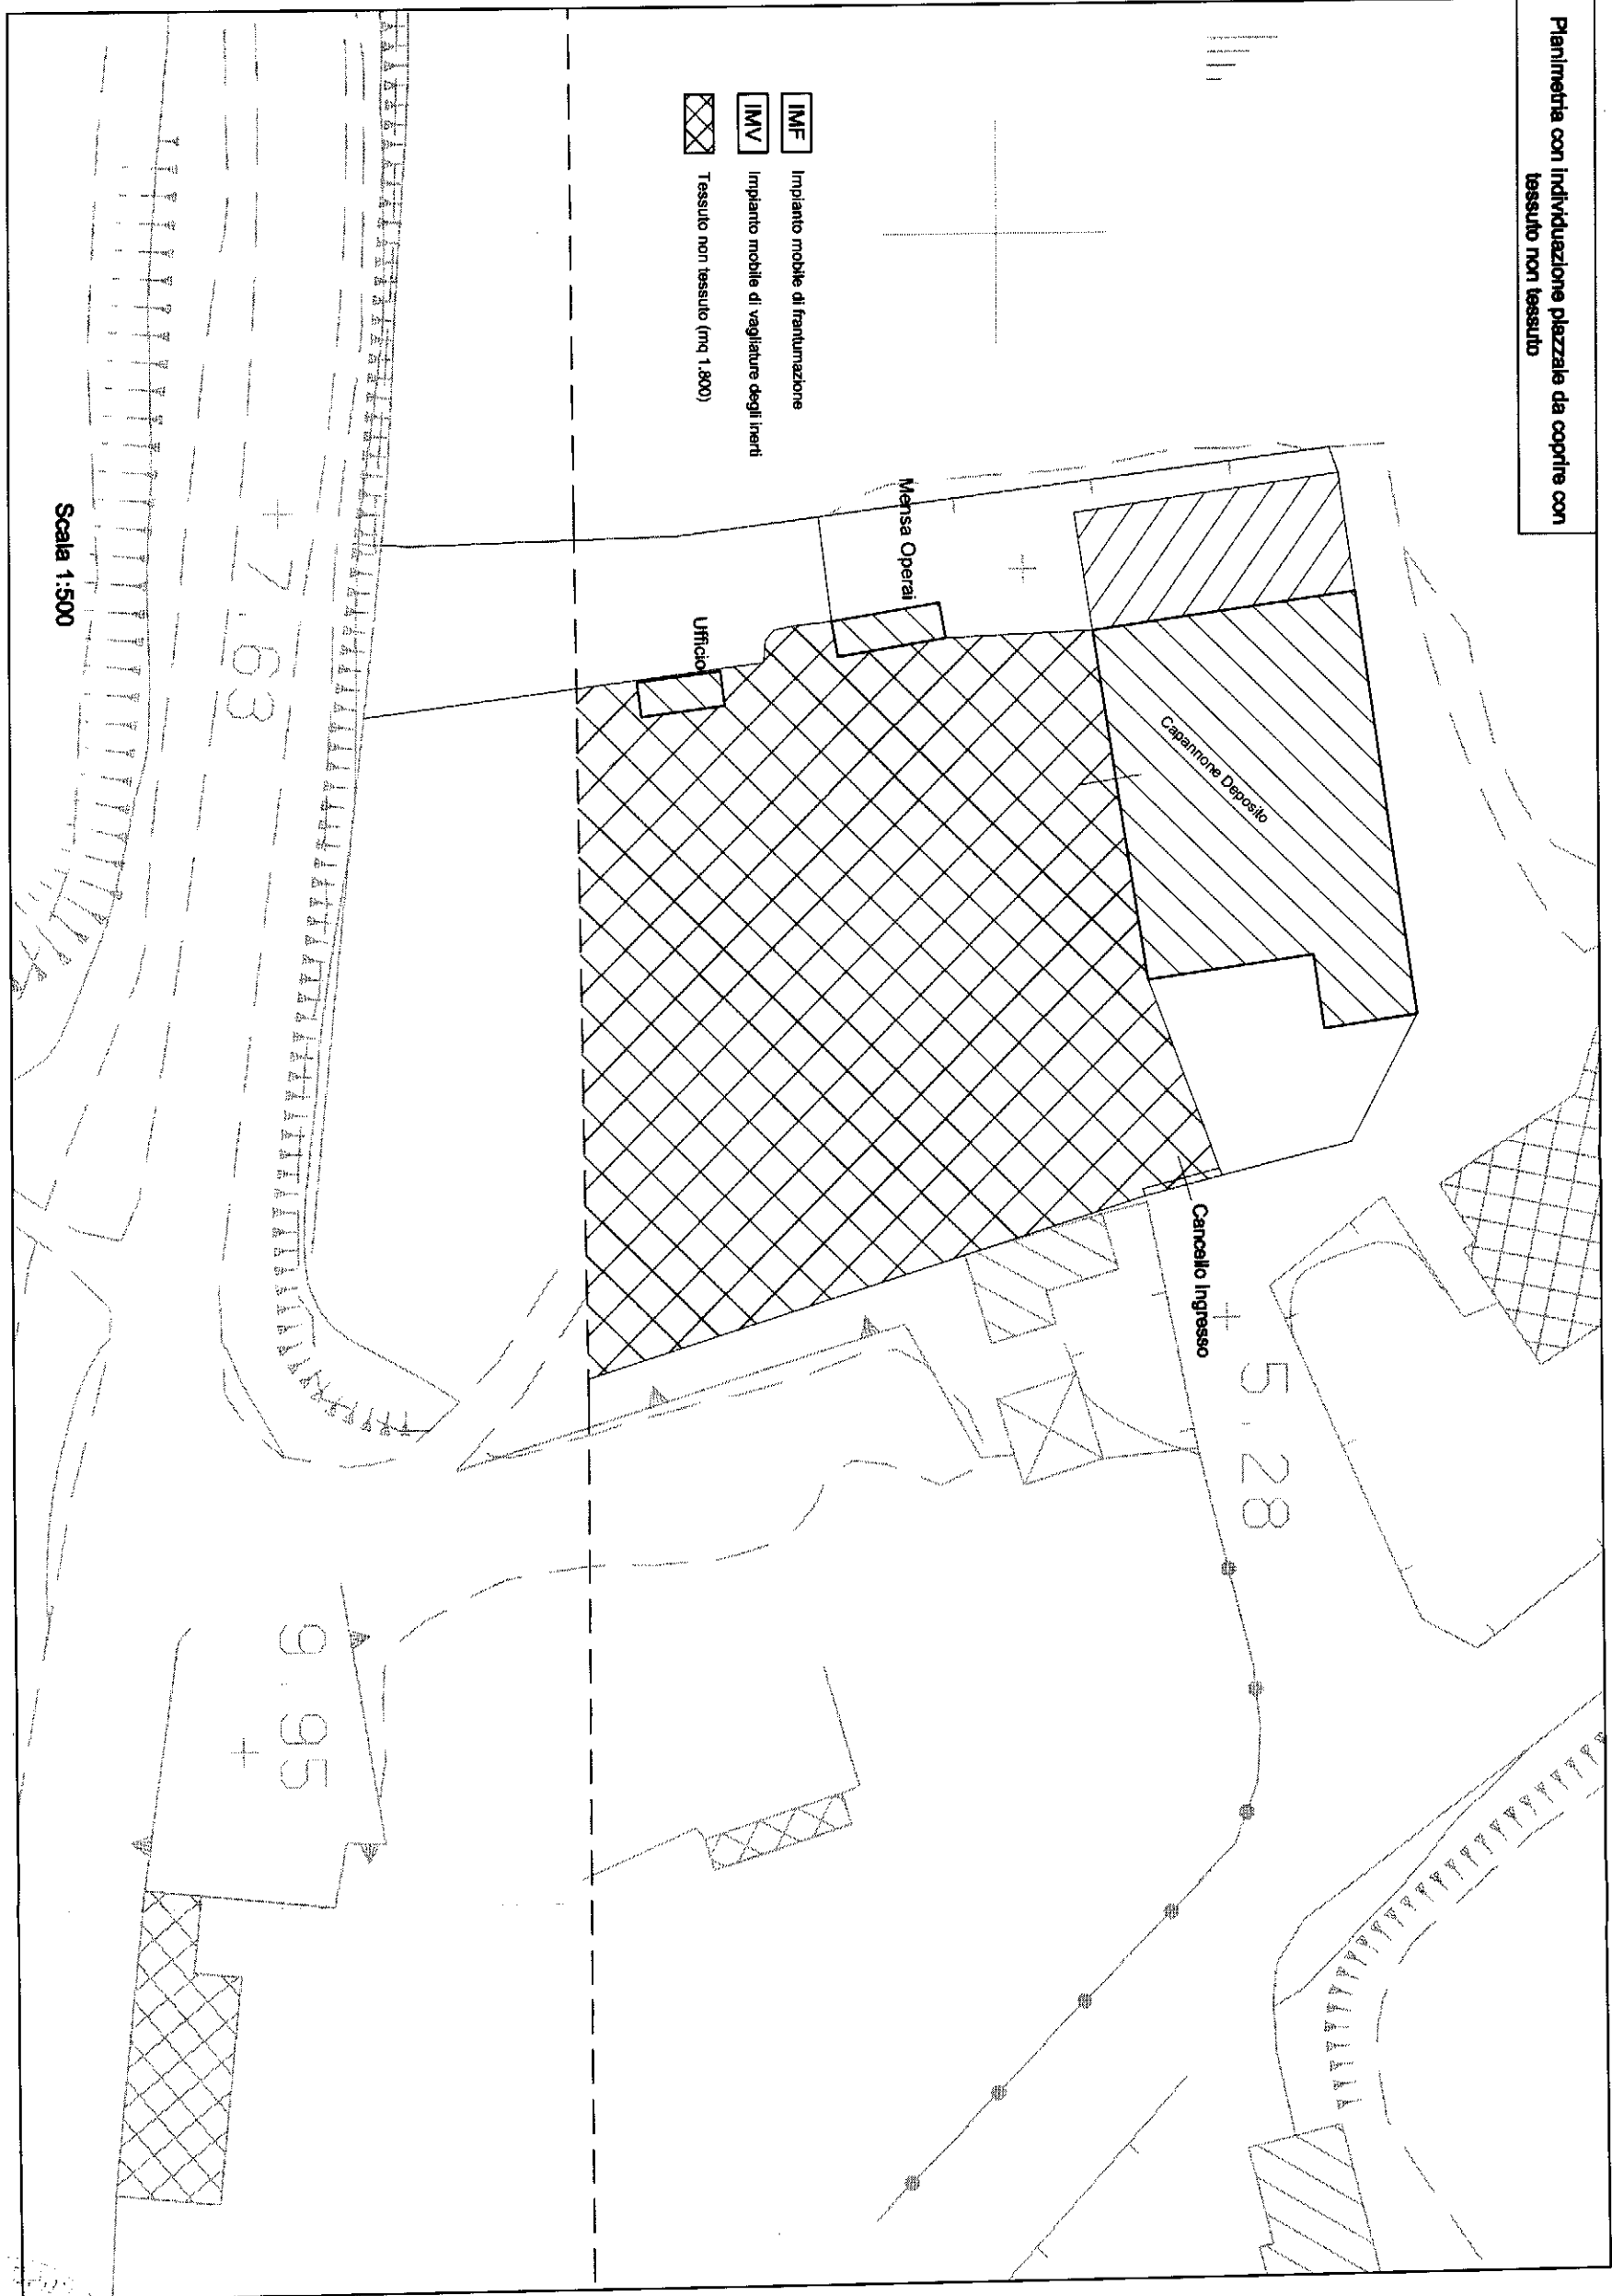 Planimetria con individuazione piazzale da coprire con
tessuto non tessuto
IMF Impianto mobile di frantumazione
IMV Impianto mobile di vagliature degli inerti
Tessuto non tessuto (mq 1.800)
Mensa Operai
Ufficio
Capannone Deposito
Cancello Ingresso
5.28
7.63
9.95
Scala 1:500